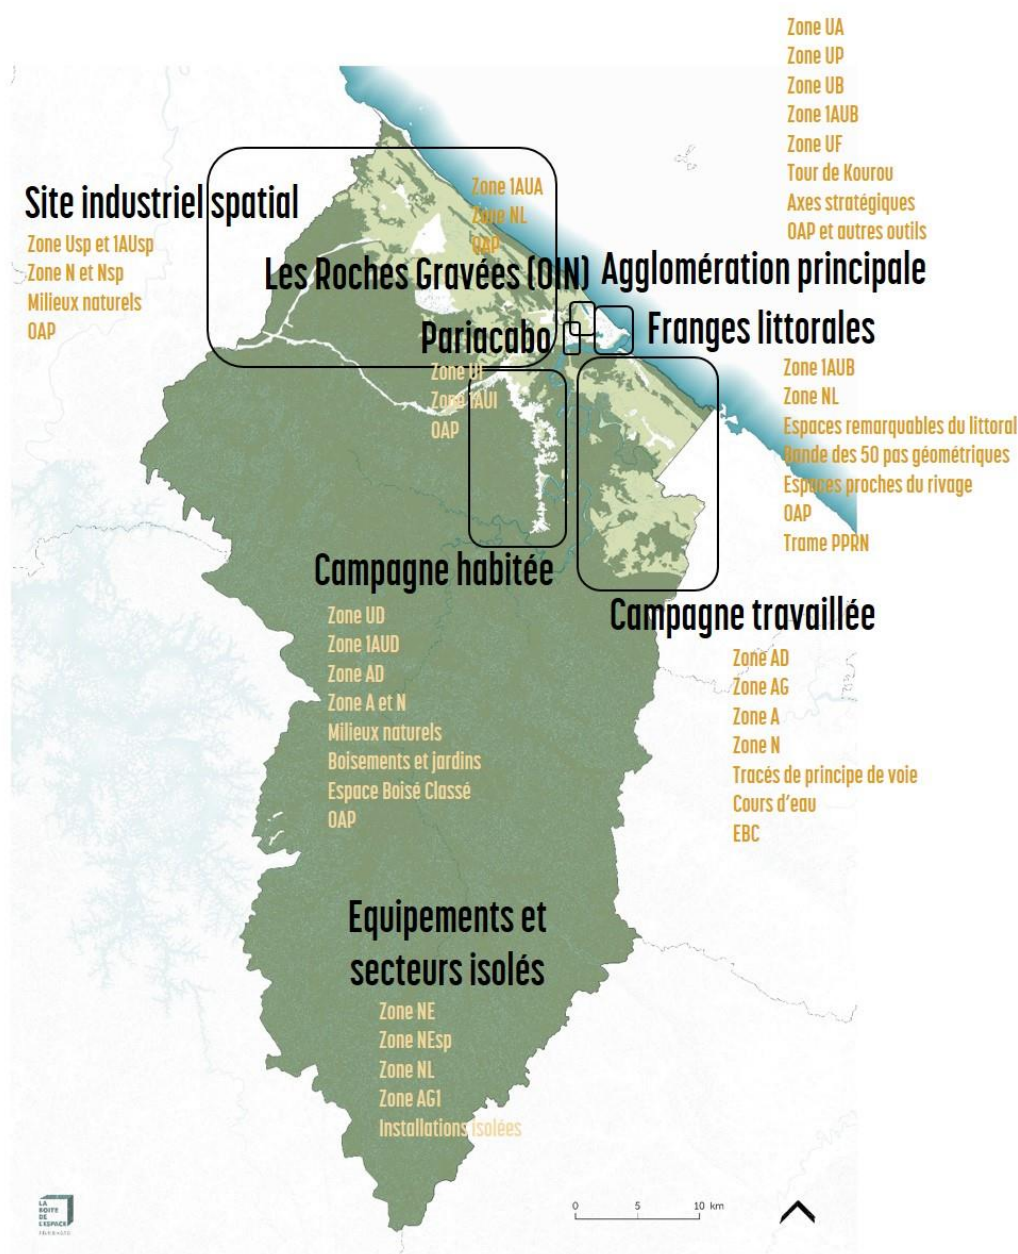 Zone UA
Zone UP
Zone UB
Zone 1AUB
Zone UF
Tour de Kourou
Axes stratégiques
OAP et autres outils
Agglomération principale
Site industriel spatial
Zone Usp et 1AUsp
Zone N et Nsp
Milieux naturels
OAP
Zone 1AUA
Zone NL
OAP
Les Roches Gravées (OIN)
Pariacabo
Zone UI
Zone 1AUI
OAP
Franges littorales
Zone 1AUB
Zone NL
Espaces remarquables du littoral
Bande des 50 pas géométriques
Espaces proches du rivage
OAP
Trame PPRN
Campagne habitée
Zone UD
Zone 1AUD
Zone AD
Zone A et N
Milieux naturels
Boisements et jardins
Espace Boisé Classé
OAP
Campagne travaillée
Zone AD
Zone AG
Zone A
Zone N
Tracés de principe de voie
Cours d'eau
EBC
Equipements et
secteurs isolés
Zone NE
Zone NEsp
Zone NL
Zone AG1
Installations isolées
LA
BOITE
DE
L'ESPACE
0 5 10 km